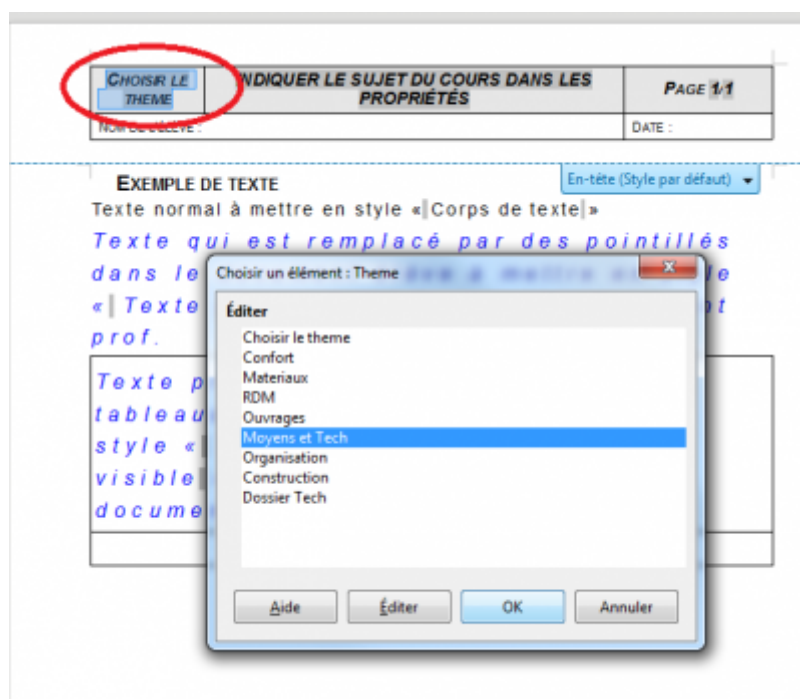 CHOISIR LE
THEME
INDIQUER LE SUJET DU COURS DANS LES
PROPRIÉTÉS
PAGE 1/1
NOM DE L'ÉLÈVE :
DATE :
EXEMPLE DE TEXTE
En-tête (Style par défaut)
Texte normal à mettre en style « Corps de texte »
Texte qui est remplacé par des pointillés
dans le
« Texte
prof.
Choisir un élément : Theme
Éditer
Choisir le theme
Confort
Materiaux
RDM
Ouvrages
Moyens et Tech
Organisation
Construction
Dossier Tech
Texte p
tableau
style «
visible
docume
Aide
Éditer
OK
Annuler